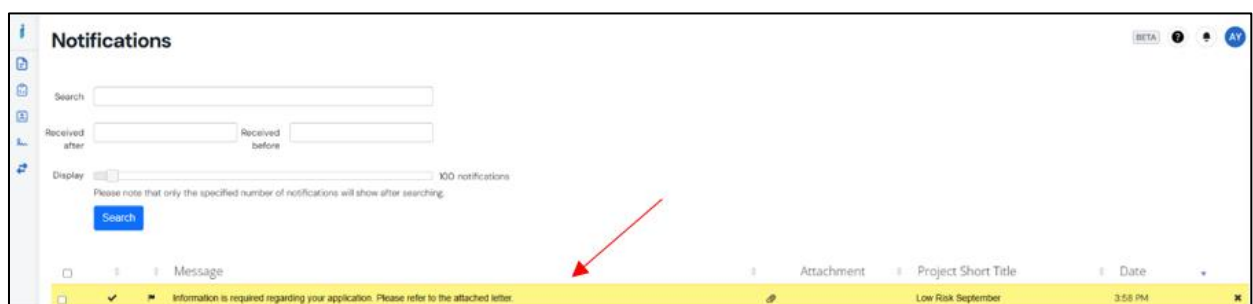 Notifications
BETA
AY
Search
Received after
Received before
Display
100 notifications
Please note that only the specified number of notifications will show after searching.
Search
Message Attachment Project Short Title Date
Information is required regarding your application. Please refer to the attached letter. Low Risk September 3:58 PM